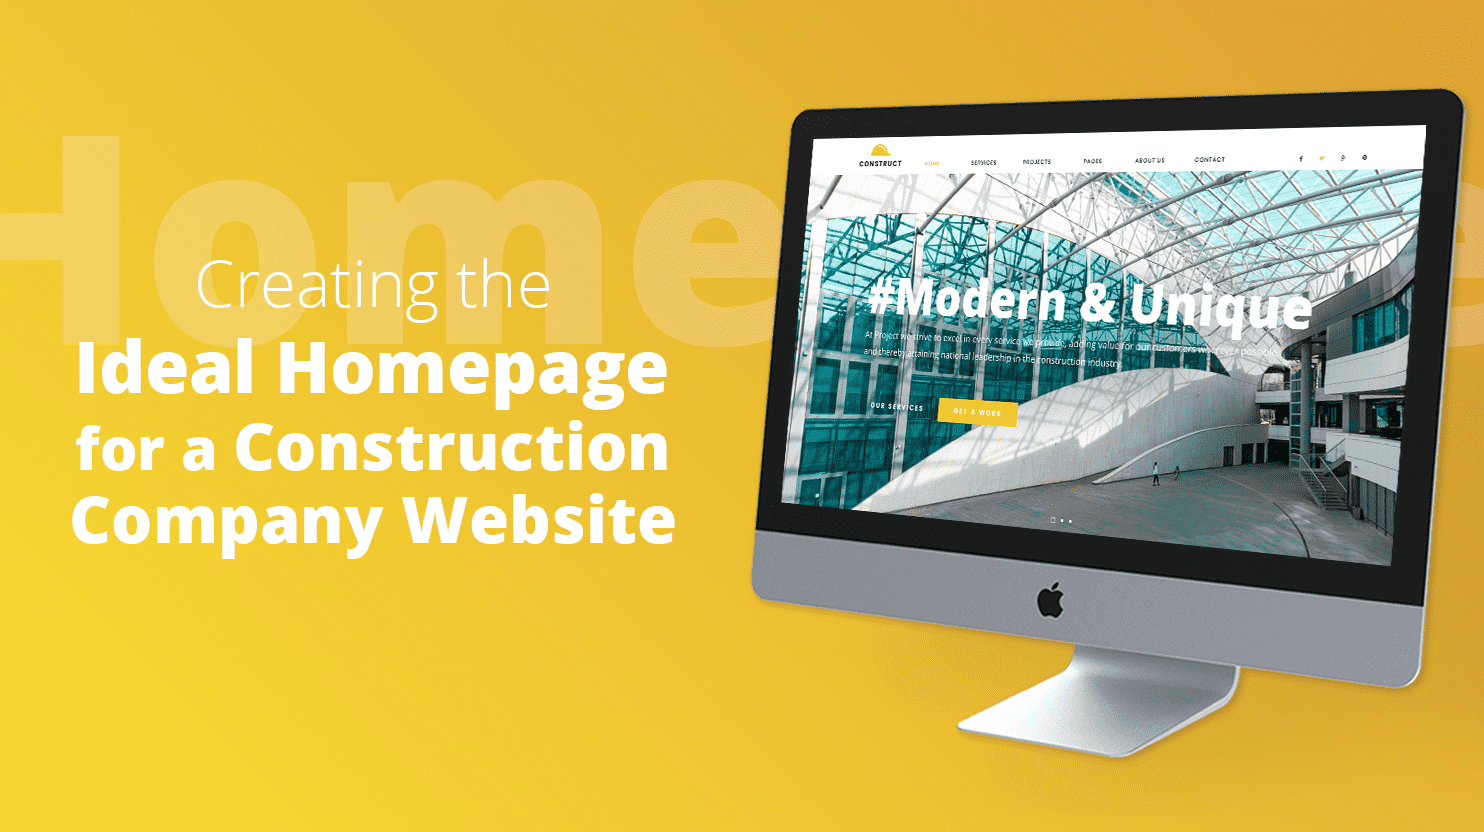 Home
Creating the
Ideal Homepage
for a Construction
Company Website
CONSTRUCT
HOME SERVICES PROJECTS PAGES ABOUT US CONTACT
#Modern & Unique
At Project we strive to excel in every service we provide, adding value for our customers wherever possible,
and thereby attaining national leadership in the construction industry.
OUR SERVICES GET A WORK